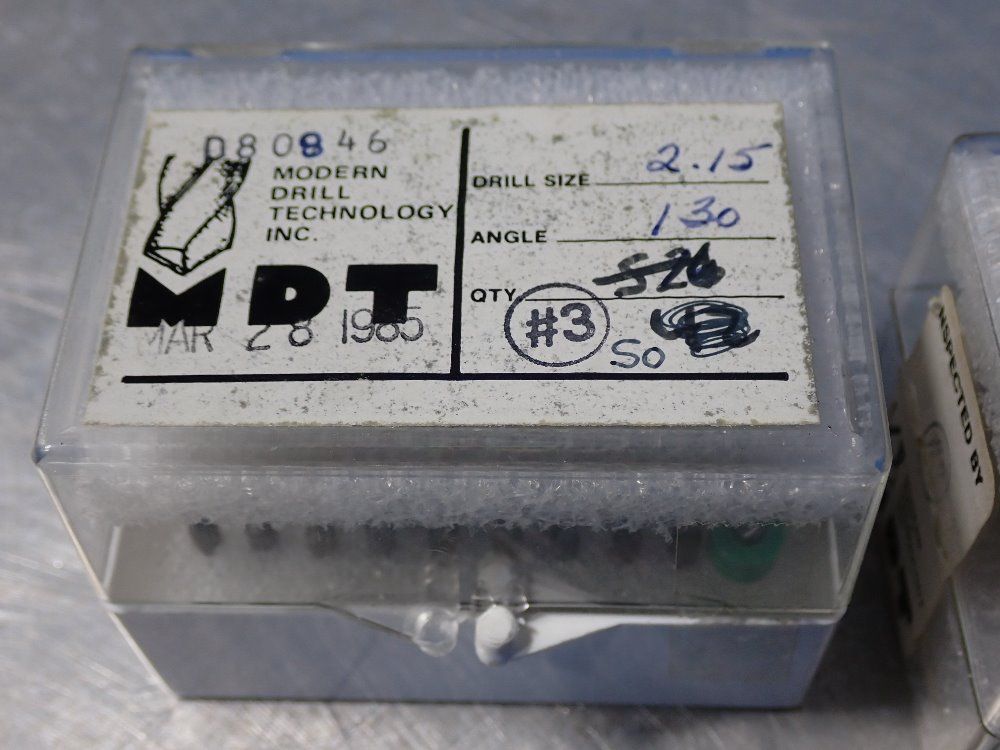 D80846
MODERN
DRILL
TECHNOLOGY
INC.
MDT
MAR 28 1985
DRILL SIZE 2.15
ANGLE 130
QTY 526
#3
50
INSPECTED BY